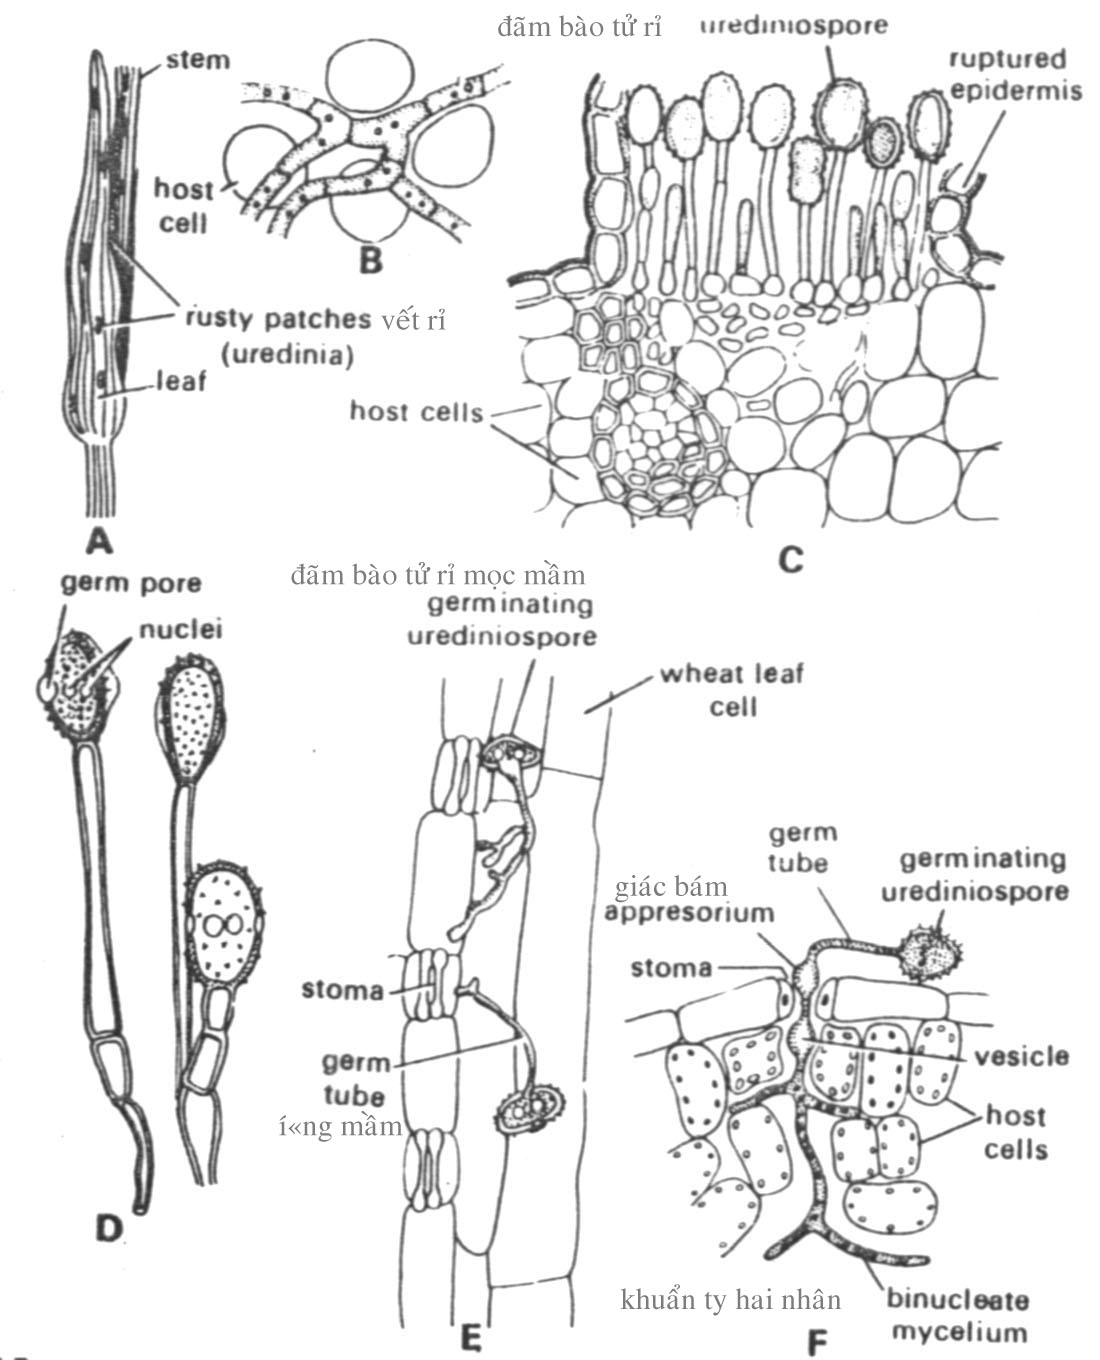 stem
host
cell
B
rusty patches vết rỉ
(uredinia)
leaf
A
đãm bào tử rỉ urediniospore
ruptured
epidermis
host cells
C
germ pore
nuclei
D
đãm bào tử rỉ mọc mầm
germinating
urediniospore
wheat leaf
cell
stoma
germ
tube
í«ng mầm
E
germ
tube
germinating
urediniospore
giác bám
appresorium
stoma
vesicle
host
cells
khuẩn ty hai nhân
binucleate
mycelium
F